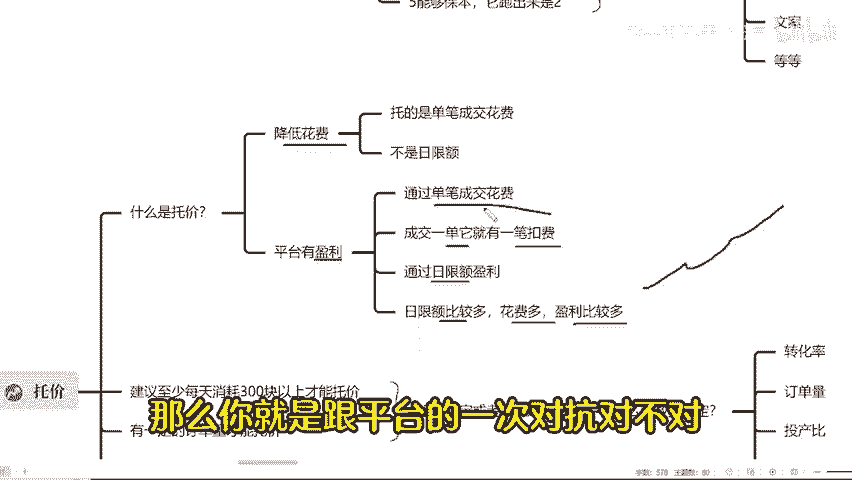 5能够保本，它跑出来是2
文案
等等
降低花费
托的是单笔成交花费
不是日限额
什么是托价？
平台有盈利
通过单笔成交花费
成交一单它就有一笔扣费
通过日限额盈利
日限额比较多，花费多，盈利比较多
托价
建议至少每天消耗300块以上才能托价
转化率
订单量
投产比
那么你就是跟平台的一次对抗对不对